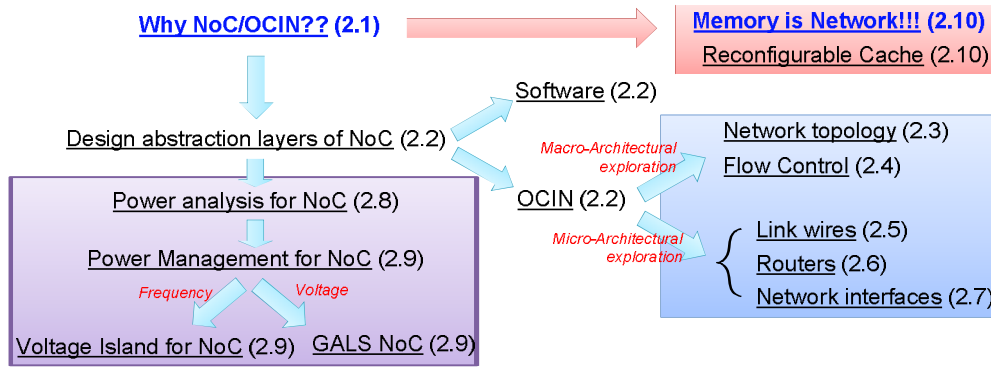 Why NoC/OCIN?? (2.1)
Memory is Network!!! (2.10)
Reconfigurable Cache (2.10)
Software (2.2)
Design abstraction layers of NoC (2.2)
OCIN (2.2)
Macro-Architectural
exploration
Network topology (2.3)
Flow Control (2.4)
Micro-Architectural
exploration
Link wires (2.5)
Routers (2.6)
Network interfaces (2.7)
Power analysis for NoC (2.8)
Power Management for NoC (2.9)
Frequency
Voltage
Voltage Island for NoC (2.9)
GALS NoC (2.9)